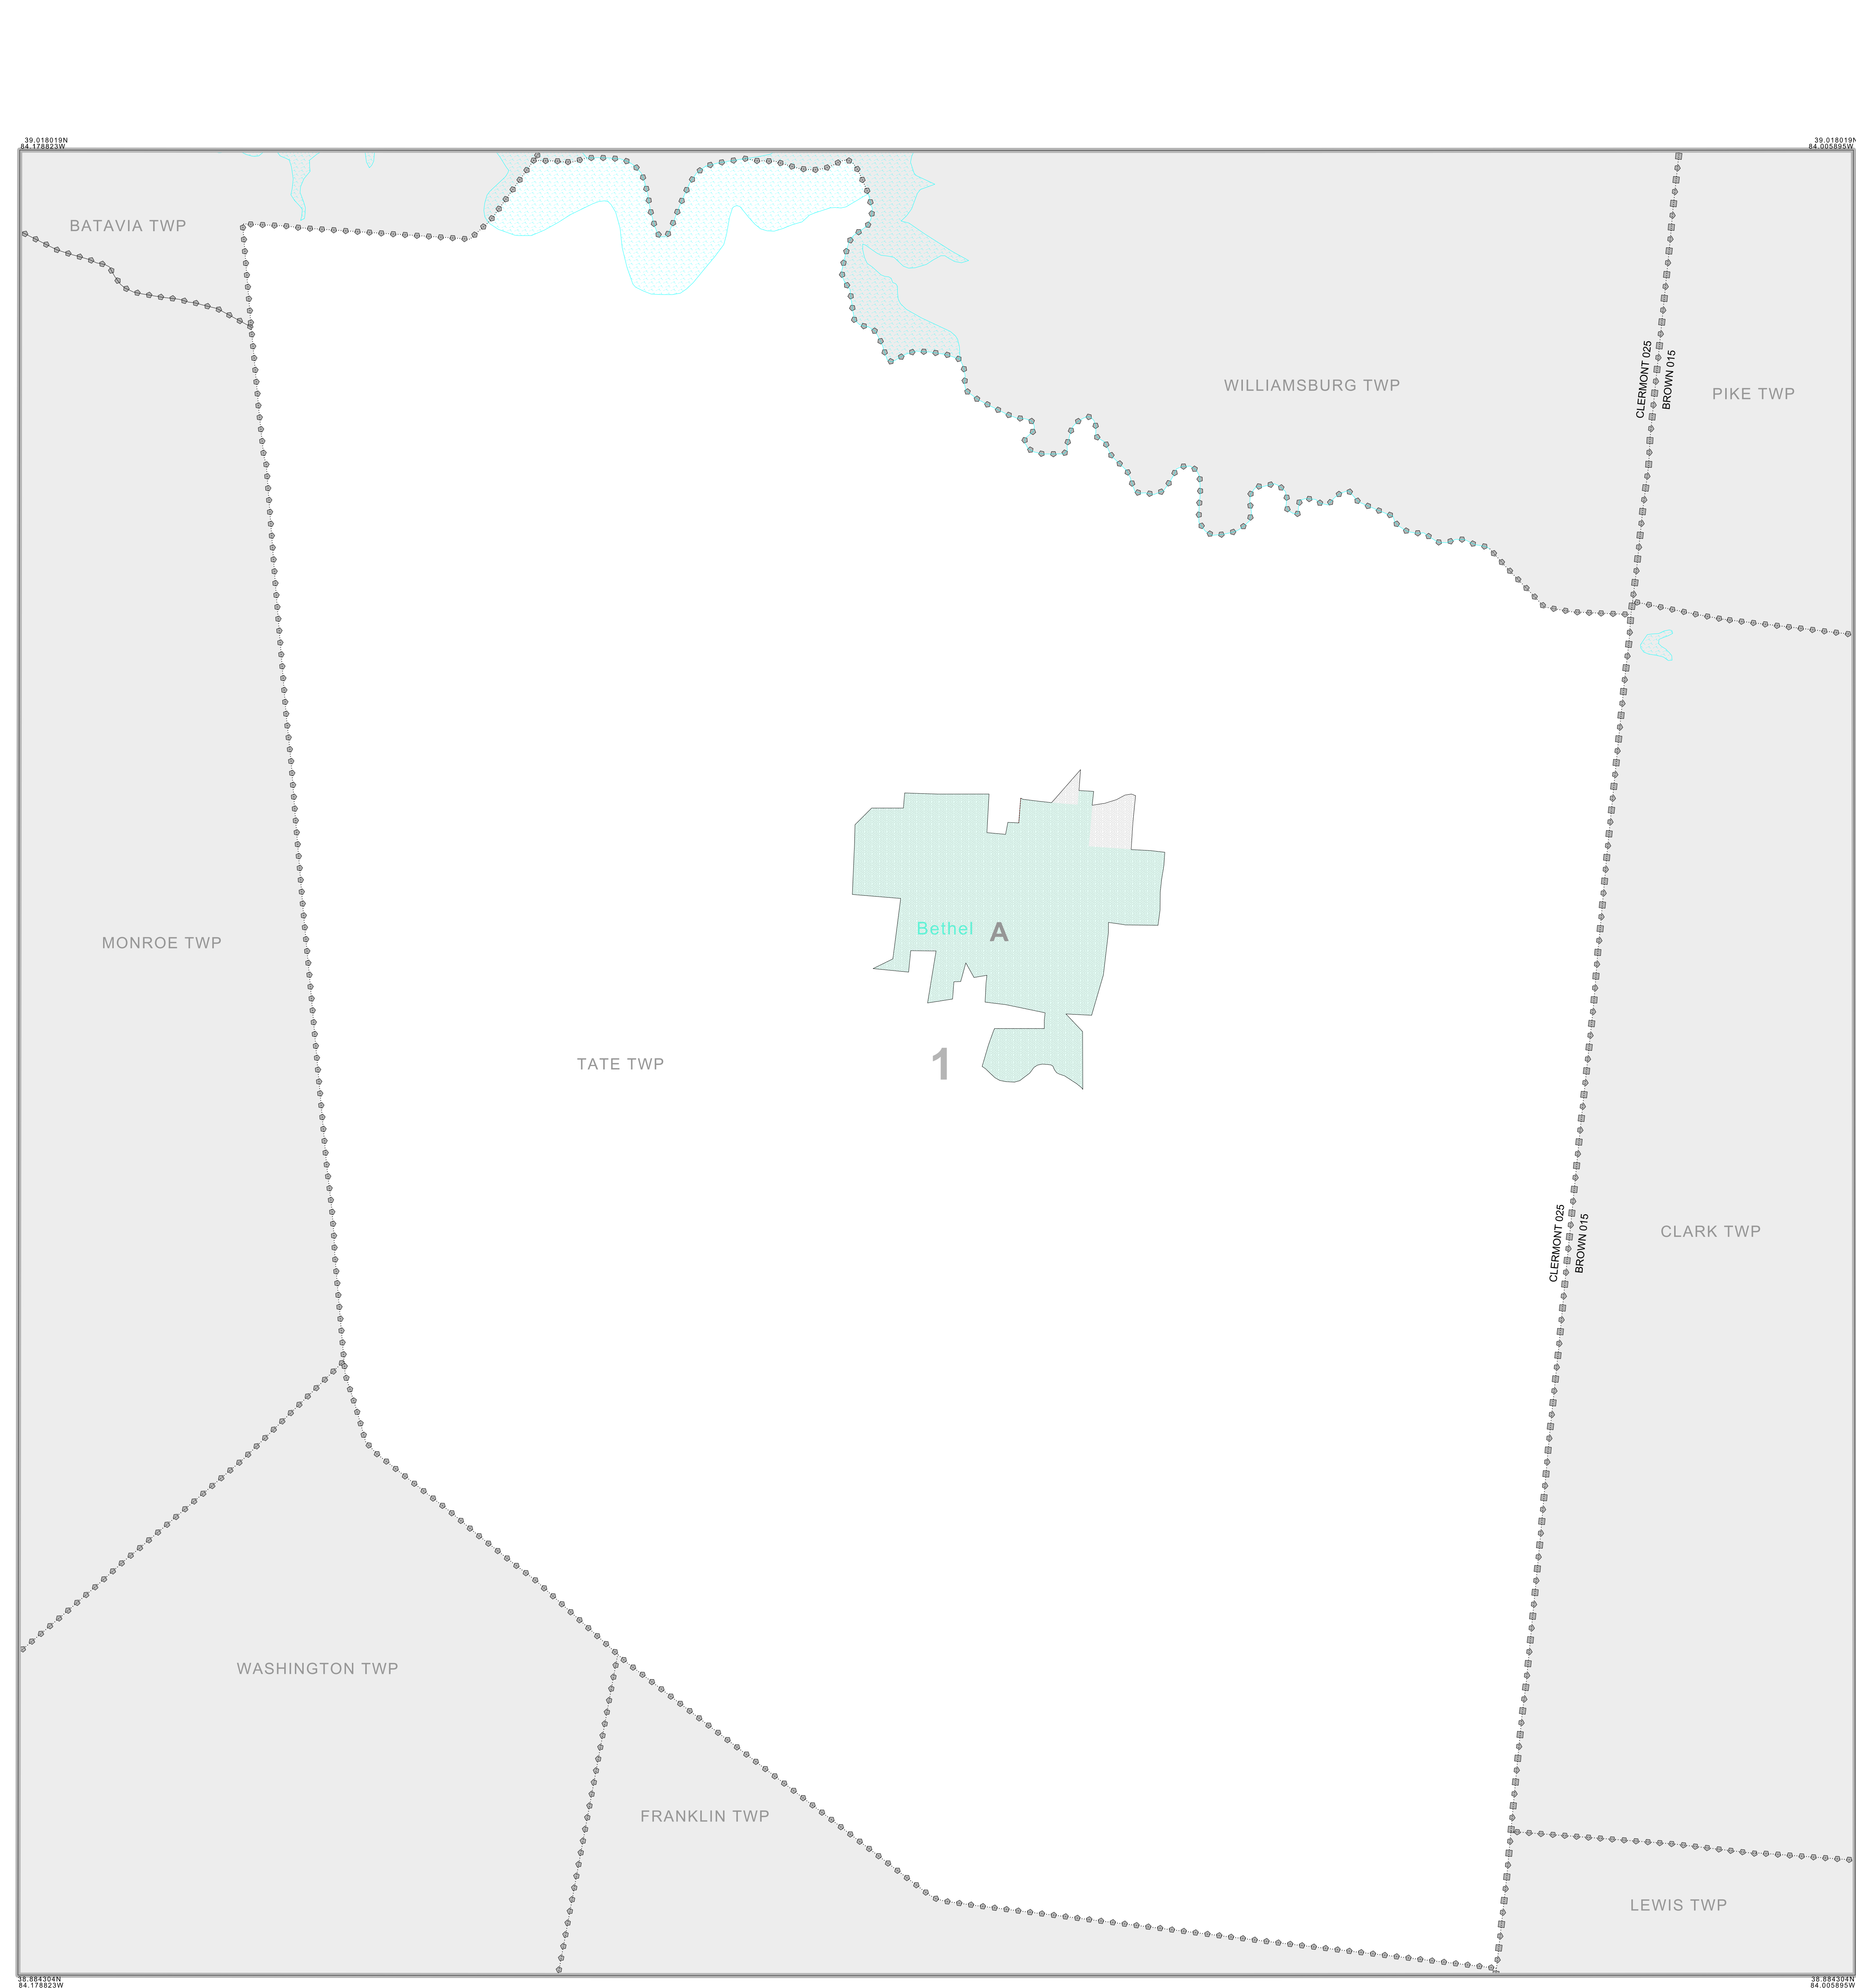 39.018019N
84.178823W
39.018019N
84.005895W
BATAVIA TWP
WILLIAMSBURG TWP
CLERMONT 025
BROWN 015
PIKE TWP
Bethel
A
MONROE TWP
TATE TWP
1
CLERMONT 025
BROWN 015
CLARK TWP
WASHINGTON TWP
FRANKLIN TWP
LEWIS TWP
38.884304N
84.178823W
38.884304N
84.005895W